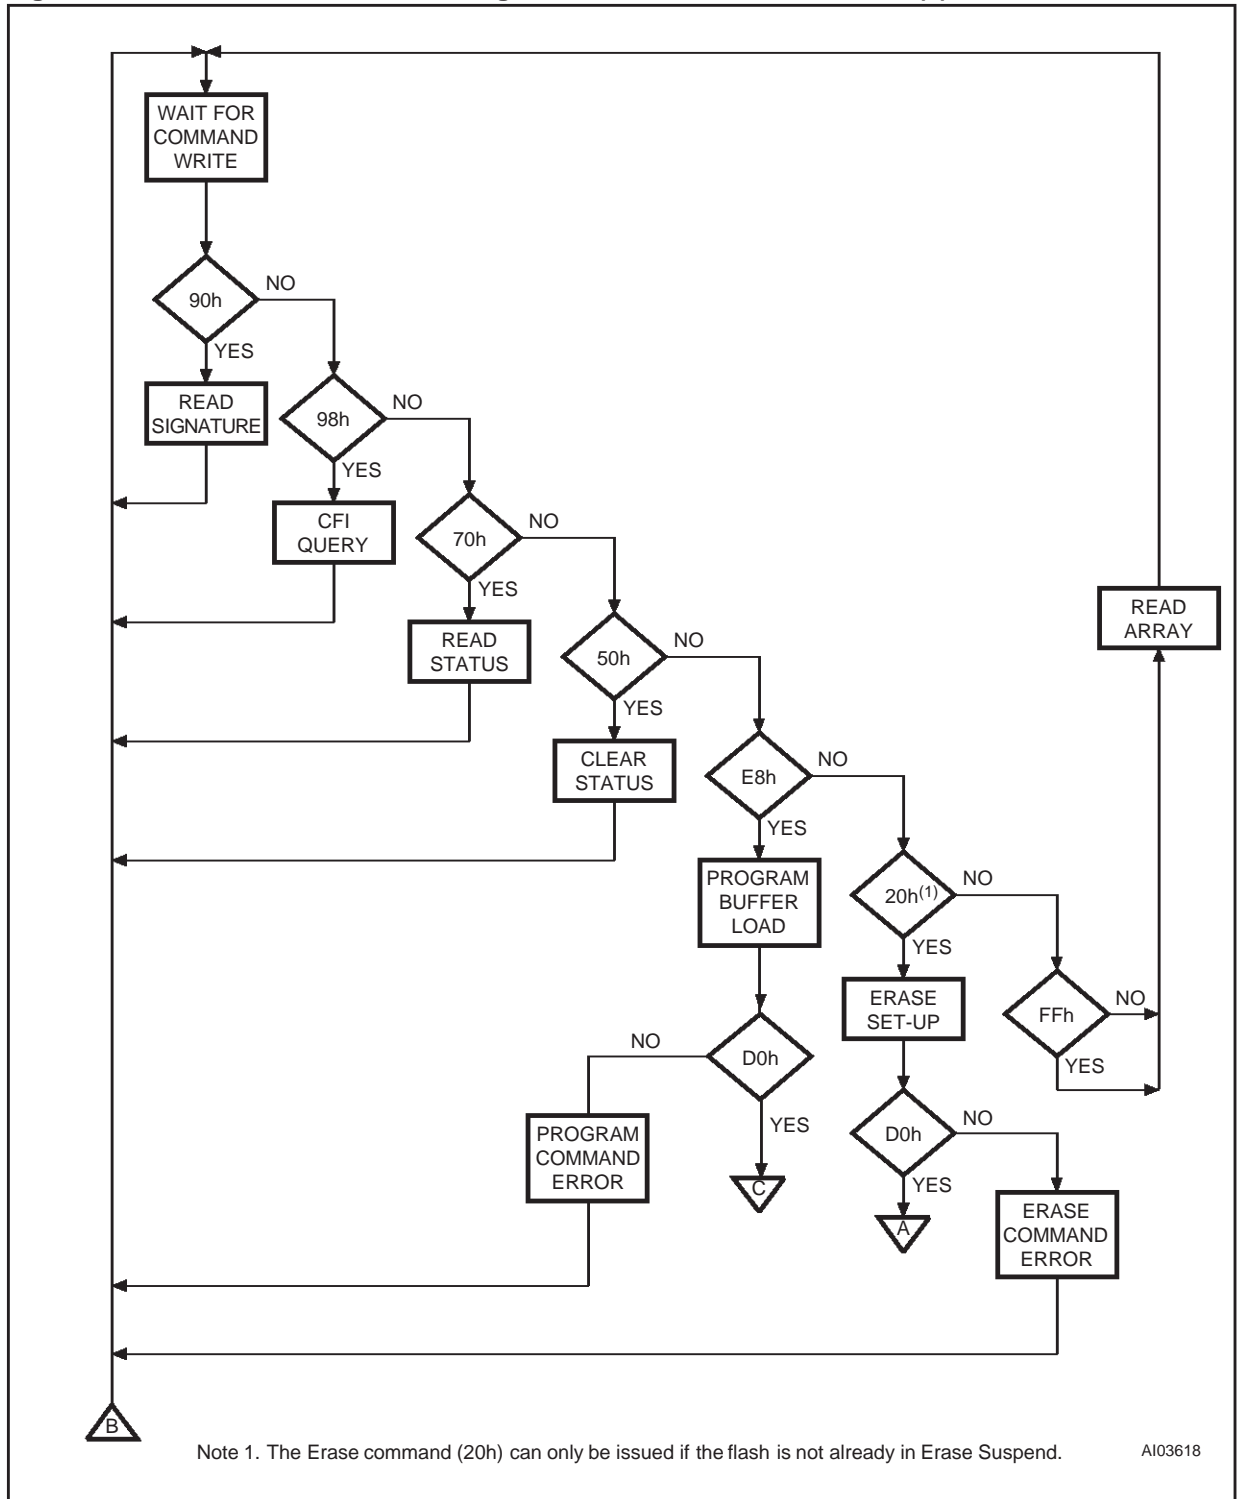 WAIT FOR
COMMAND
WRITE
90h
NO
YES
READ
SIGNATURE
98h
NO
YES
CFI
QUERY
70h
NO
YES
READ
STATUS
50h
NO
YES
CLEAR
STATUS
READ
ARRAY
E8h
NO
YES
PROGRAM
BUFFER
LOAD
20h(1)
NO
YES
ERASE
SET-UP
FFh
NO
YES
D0h
NO
YES
PROGRAM
COMMAND
ERROR
C
D0h
NO
YES
A
ERASE
COMMAND
ERROR
B
Note 1. The Erase command (20h) can only be issued if the flash is not already in Erase Suspend.
AI03618